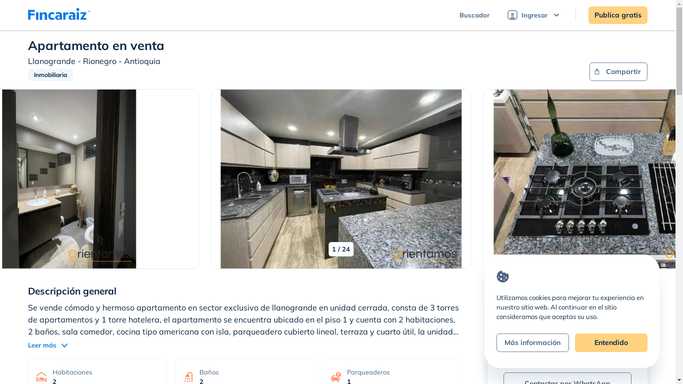 Fincaraiz
Buscador
Ingresar
Publica gratis
Apartamento en venta
Llanogrande - Rionegro - Antioquia
Inmobiliaria
Compartir
rientamos
1 / 24
orientamos
Descripción general
Se vende cómodo y hermoso apartamento en sector exclusivo de llanogrande en unidad cerrada, consta de 3 torres
de apartamentos y 1 torre hotelera, el apartamento se encuentra ubicado en el piso 1 y cuenta con 2 habitaciones,
2 baños, sala comedor, cocina tipo americana con isla, parqueadero cubierto lineal, terraza y cuarto útil, la unidad...
Leer más
Habitaciones
2
Baños
2
Parqueaderos
1
Utilizamos cookies para mejorar tu experiencia en
nuestro sitio web. Al continuar en el sitio
consideramos que aceptas su uso.
Más información
Entendido
Contactar por WhatsApp